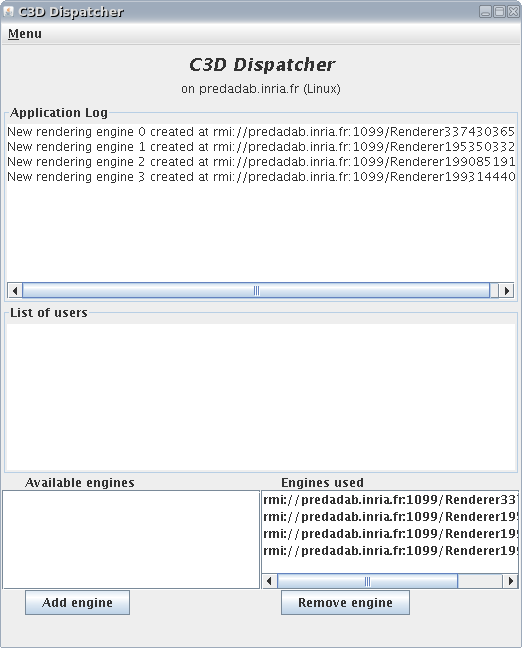 C3D Dispatcher
Menu
C3D Dispatcher
on predadab.inria.fr (Linux)
Application Log
New rendering engine 0 created at rmi://predadab.inria.fr:1099/Renderer337430365
New rendering engine 1 created at rmi://predadab.inria.fr:1099/Renderer195350332
New rendering engine 2 created at rmi://predadab.inria.fr:1099/Renderer199085191
New rendering engine 3 created at rmi://predadab.inria.fr:1099/Renderer199314440
List of users
Available engines
Engines used
rmi://predadab.inria.fr:1099/Renderer337
rmi://predadab.inria.fr:1099/Renderer195
rmi://predadab.inria.fr:1099/Renderer199
rmi://predadab.inria.fr:1099/Renderer199
Add engine
Remove engine